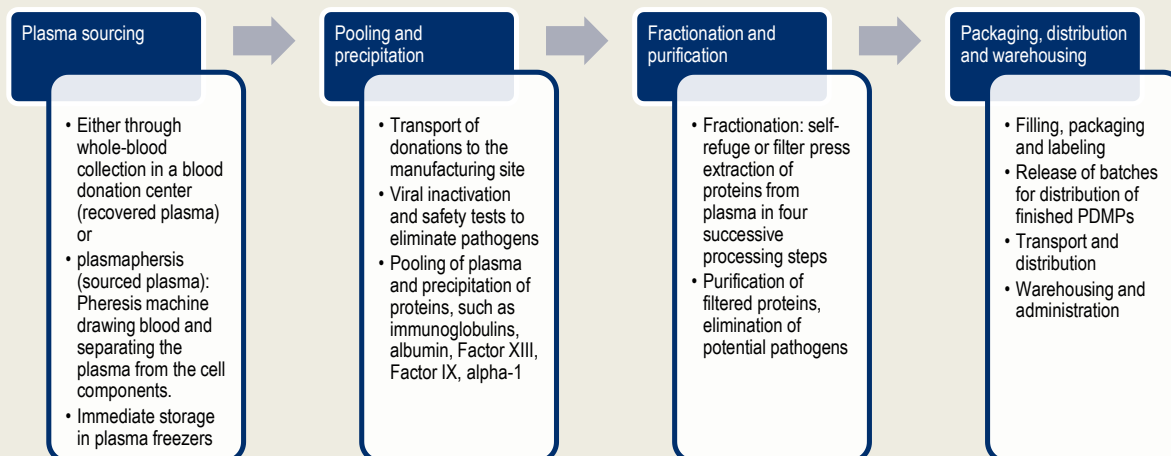 Plasma sourcing
• Either through
whole-blood
collection in a blood
donation center
(recovered plasma)
or
• plasmaphersis
(sourced plasma):
Pheresis machine
drawing blood and
separating the
plasma from the cell
components.
• Immediate storage
in plasma freezers
Pooling and
precipitation
• Transport of
donations to the
manufacturing site
• Viral inactivation
and safety tests to
eliminate pathogens
• Pooling of plasma
and precipitation of
proteins, such as
immunoglobulins,
albumin, Factor XIII,
Factor IX, alpha-1
Fractionation and
purification
• Fractionation: self-
refuge or filter press
extraction of
proteins from
plasma in four
successive
processing steps
• Purification of
filtered proteins,
elimination of
potential pathogens
Packaging, distribution
and warehousing
• Filling, packaging
and labeling
• Release of batches
for distribution of
finished PDMPs
• Transport and
distribution
• Warehousing and
administration